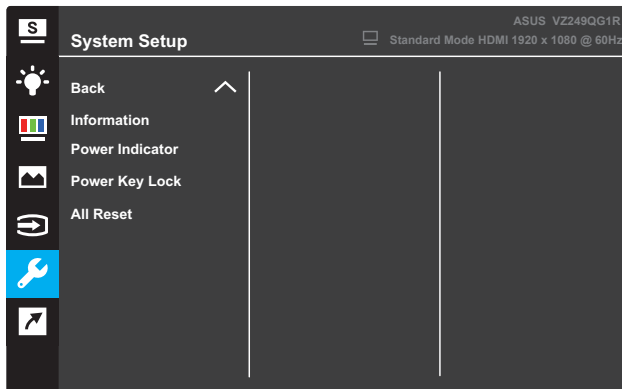 S
ASUS VZ249QG1R
System Setup
Standard Mode HDMI 1920 x 1080 @ 60Hz
Back
Information
Power Indicator
Power Key Lock
All Reset